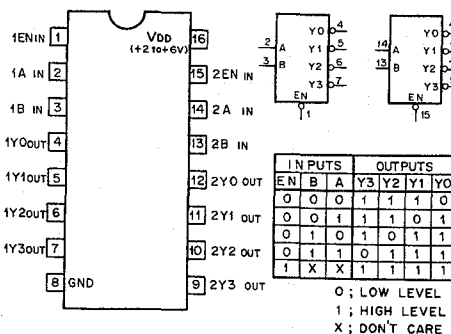 1EN IN 1
1A IN 2
1B IN 3
1Y0 OUT 4
1Y1 OUT 5
1Y2 OUT 6
1Y3 OUT 7
8 GND
VDD 16
(+2 to +6V)
15 2EN IN
14 2A IN
13 2B IN
12 2Y0 OUT
11 2Y1 OUT
10 2Y2 OUT
9 2Y3 OUT
Y0 4
2 A Y1 5
3 B Y2 6
Y3 7
EN
1
Y0
14 A Y1
13 B Y2
Y3
EN
15
INPUTS OUTPUTS
EN B A Y3 Y2 Y1 Y0
0 0 0 1 1 1 0
0 0 1 1 1 0 1
0 1 0 1 0 1 1
0 1 1 0 1 1 1
1 X X 1 1 1 1
0 ; LOW LEVEL
1 ; HIGH LEVEL
X ; DON'T CARE